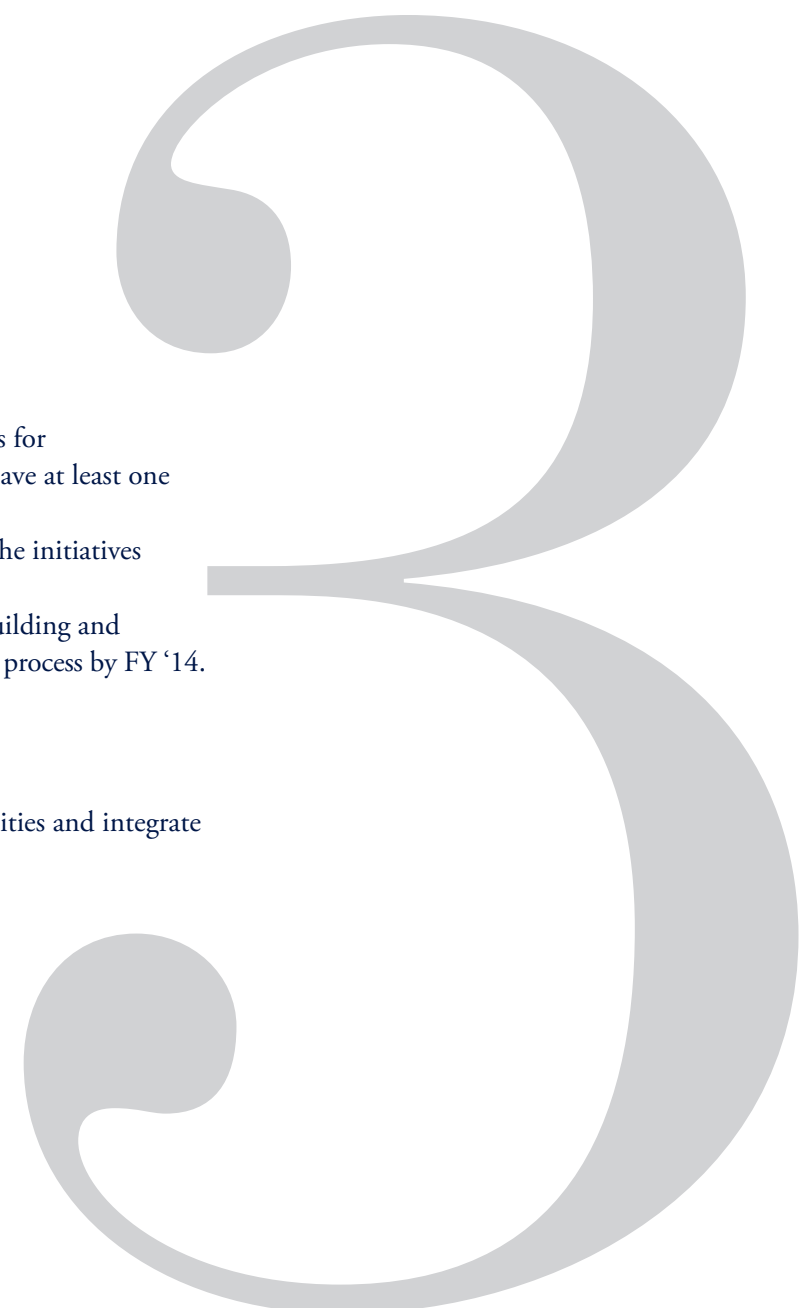 3
s for
ave at least one
he initiatives
uilding and
process by FY ‘14.
ities and integrate